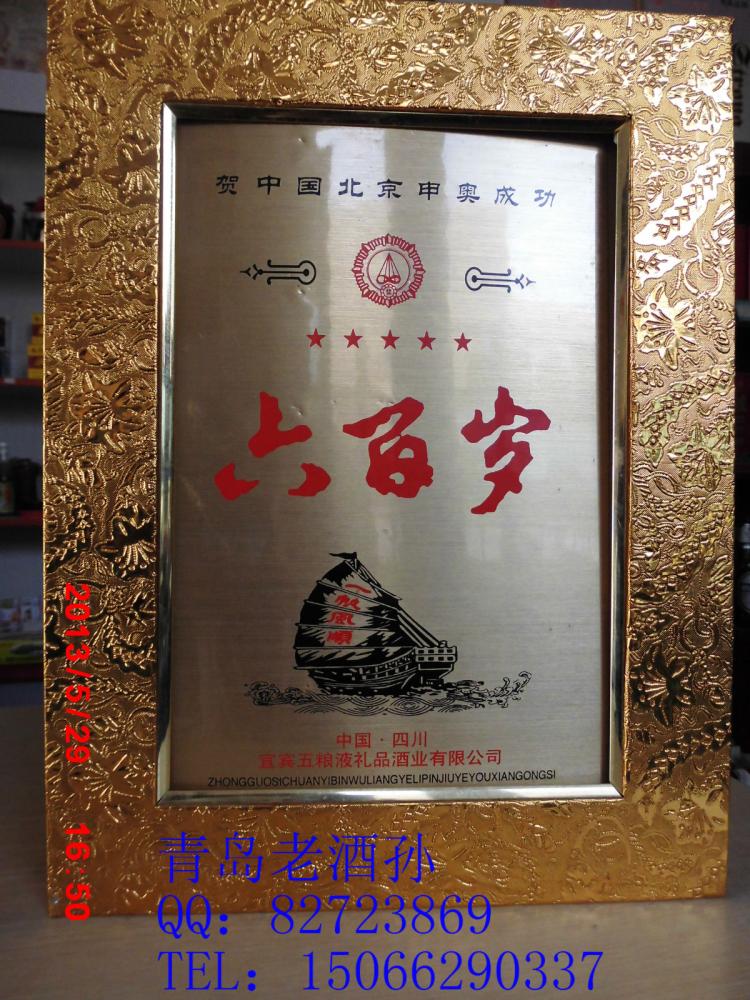 贺中国北京申奥成功
六百岁
一帆风顺
中国·四川
宜宾五粮液礼品酒业有限公司
ZHONGGUOSICHUANYIBINWULIANGYELIPINJIUYEYOUXIANGONGSI
2013/5/29 16:50
青岛老酒孙
QQ：82723869
TEL：15066290337